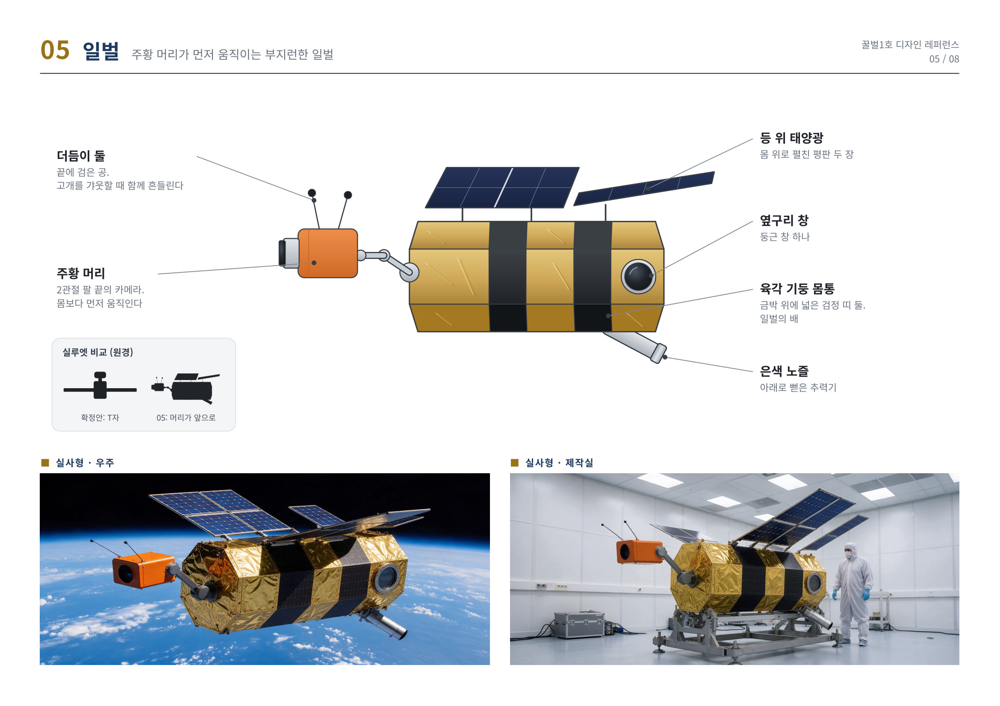 05 일벌 주황 머리가 먼저 움직이는 부지런한 일벌
꿀벌1호 디자인 레퍼런스
05 / 08
더듬이 둘
끝에 검은 공.
고개를 갸웃할 때 함께 흔들린다
주황 머리
2관절 팔 끝의 카메라.
몸보다 먼저 움직인다
등 위 태양광
몸 위로 펼친 평판 두 장
옆구리 창
둥근 창 하나
육각 기둥 몸통
금박 위에 넓은 검정 띠 둘.
일벌의 배
은색 노즐
아래로 뻗은 추력기
실루엣 비교 (원경)
확정안: T자
05: 머리가 앞으로
실사형 · 우주
실사형 · 제작실